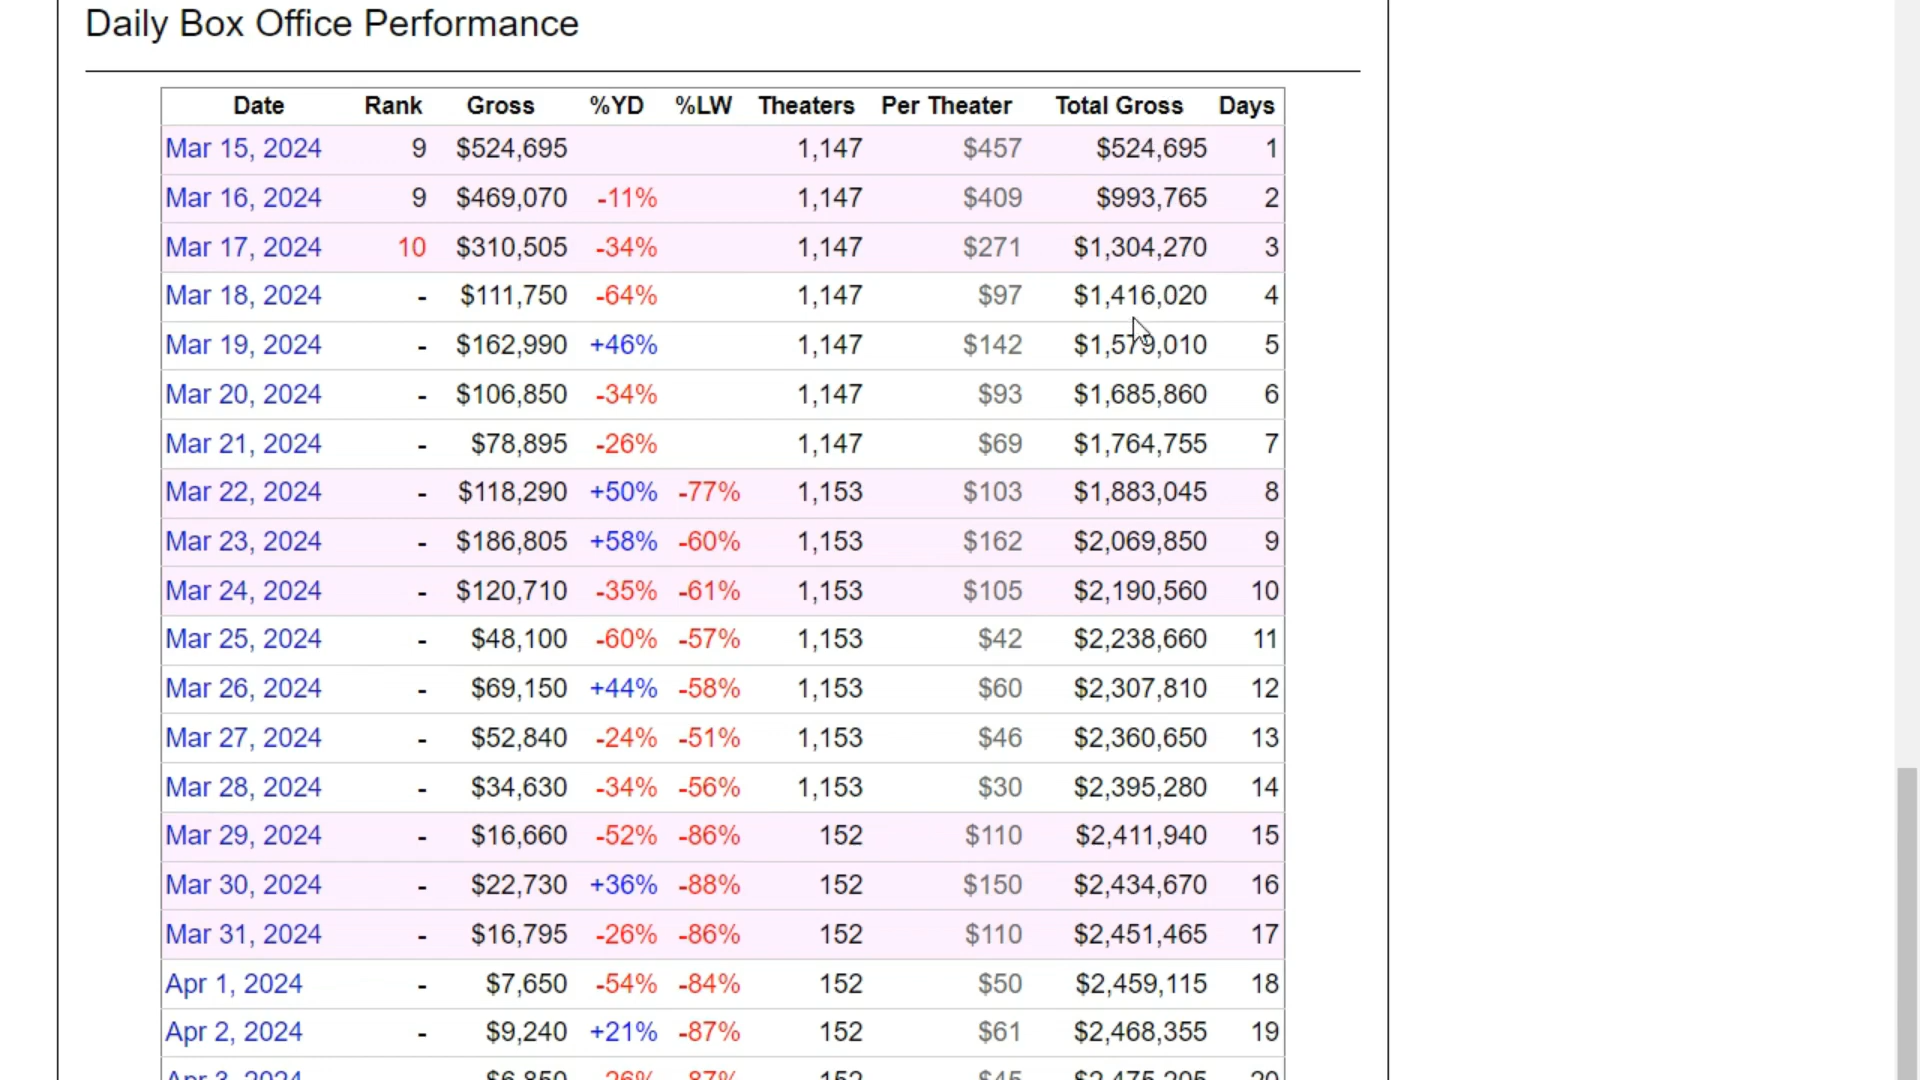 Daily Box Office Performance
Date Rank Gross %YD %LW Theaters Per Theater Total Gross Days
Mar 15, 2024 9 $524,695 1,147 $457 $524,695 1
Mar 16, 2024 9 $469,070 -11% 1,147 $409 $993,765 2
Mar 17, 2024 10 $310,505 -34% 1,147 $271 $1,304,270 3
Mar 18, 2024 - $111,750 -64% 1,147 $97 $1,416,020 4
Mar 19, 2024 - $162,990 +46% 1,147 $142 $1,579,010 5
Mar 20, 2024 - $106,850 -34% 1,147 $93 $1,685,860 6
Mar 21, 2024 - $78,895 -26% 1,147 $69 $1,764,755 7
Mar 22, 2024 - $118,290 +50% -77% 1,153 $103 $1,883,045 8
Mar 23, 2024 - $186,805 +58% -60% 1,153 $162 $2,069,850 9
Mar 24, 2024 - $120,710 -35% -61% 1,153 $105 $2,190,560 10
Mar 25, 2024 - $48,100 -60% -57% 1,153 $42 $2,238,660 11
Mar 26, 2024 - $69,150 +44% -58% 1,153 $60 $2,307,810 12
Mar 27, 2024 - $52,840 -24% -51% 1,153 $46 $2,360,650 13
Mar 28, 2024 - $34,630 -34% -56% 1,153 $30 $2,395,280 14
Mar 29, 2024 - $16,660 -52% -86% 152 $110 $2,411,940 15
Mar 30, 2024 - $22,730 +36% -88% 152 $150 $2,434,670 16
Mar 31, 2024 - $16,795 -26% -86% 152 $110 $2,451,465 17
Apr 1, 2024 - $7,650 -54% -84% 152 $50 $2,459,115 18
Apr 2, 2024 - $9,240 +21% -87% 152 $61 $2,468,355 19
Apr 3, 2024 $6,850 -26% -87% 152 $45 $2,475,205 20